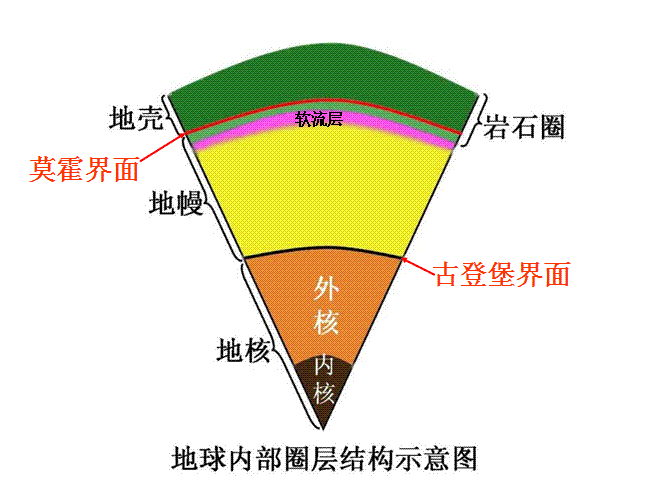 软流层
地壳
岩石圈
莫霍界面
地幔
古登堡界面
外核
地核
内核
地球内部圈层结构示意图